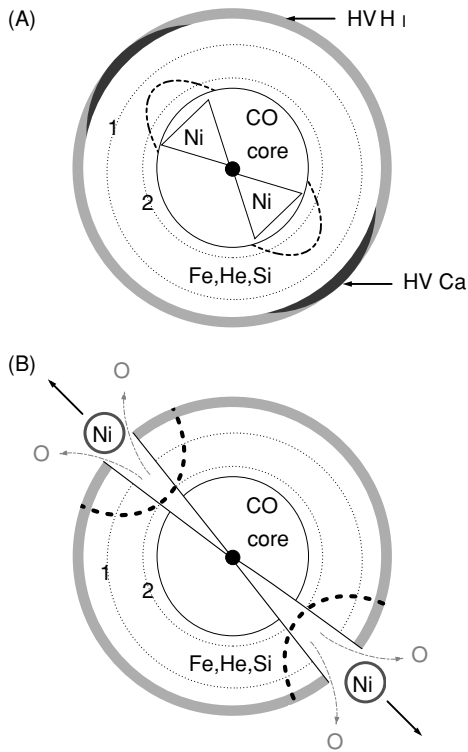 (A)
HV H I
1
CO
Ni
core
2
Ni
Fe,He,Si
HV Ca
(B)
O
Ni
O
CO
core
1
2
Fe,He,Si
O
Ni
O